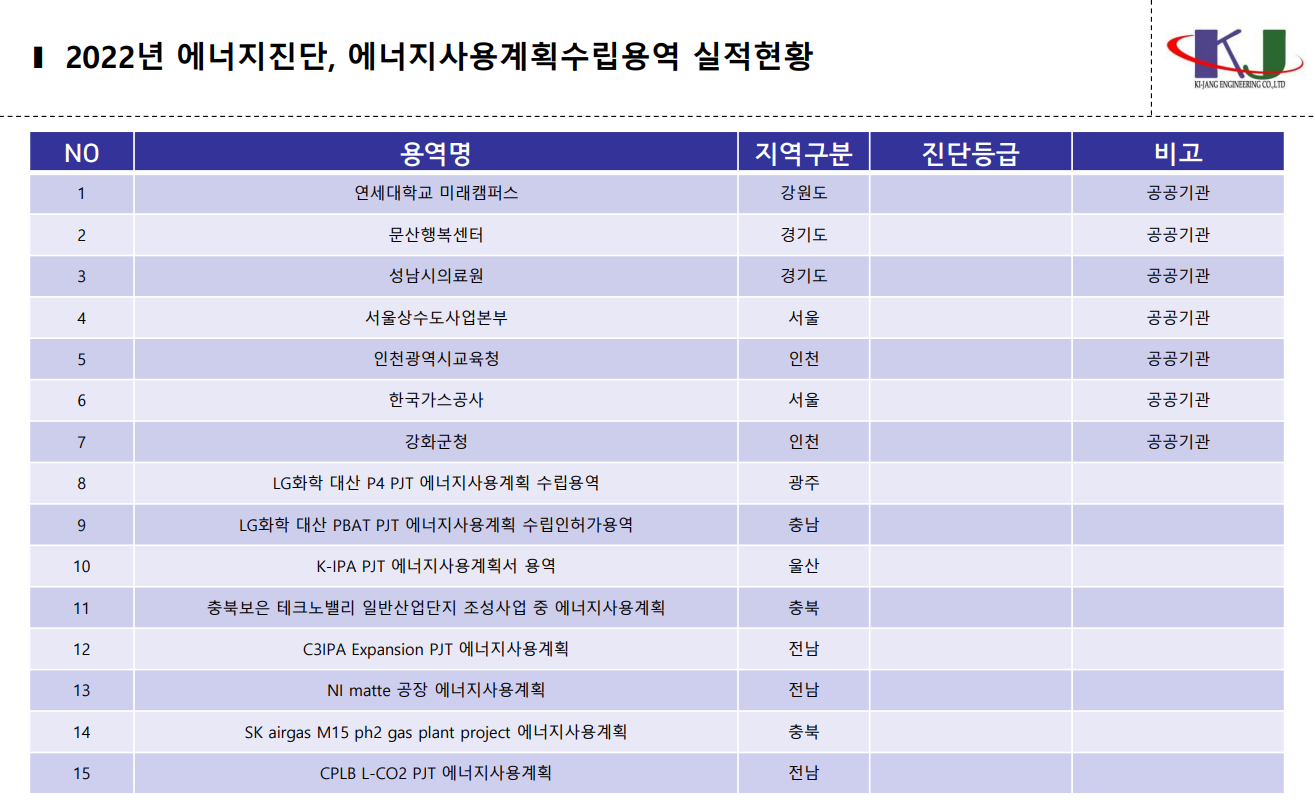 2022년 에너지진단, 에너지사용계획수립용역 실적현황
KJ
KI-JANG ENGINEERING CO.,LTD
NO 용역명 지역구분 진단등급 비고
1 연세대학교 미래캠퍼스 강원도 공공기관
2 문산행복센터 경기도 공공기관
3 성남시의료원 경기도 공공기관
4 서울상수도사업본부 서울 공공기관
5 인천광역시교육청 인천 공공기관
6 한국가스공사 서울 공공기관
7 강화군청 인천 공공기관
8 LG화학 대산 P4 PJT 에너지사용계획 수립용역 광주
9 LG화학 대산 PBAT PJT 에너지사용계획 수립인허가용역 충남
10 K-IPA PJT 에너지사용계획서 용역 울산
11 충북보은 테크노밸리 일반산업단지 조성사업 중 에너지사용계획 충북
12 C3IPA Expansion PJT 에너지사용계획 전남
13 NI matte 공장 에너지사용계획 전남
14 SK airgas M15 ph2 gas plant project 에너지사용계획 충북
15 CPLB L-CO2 PJT 에너지사용계획 전남